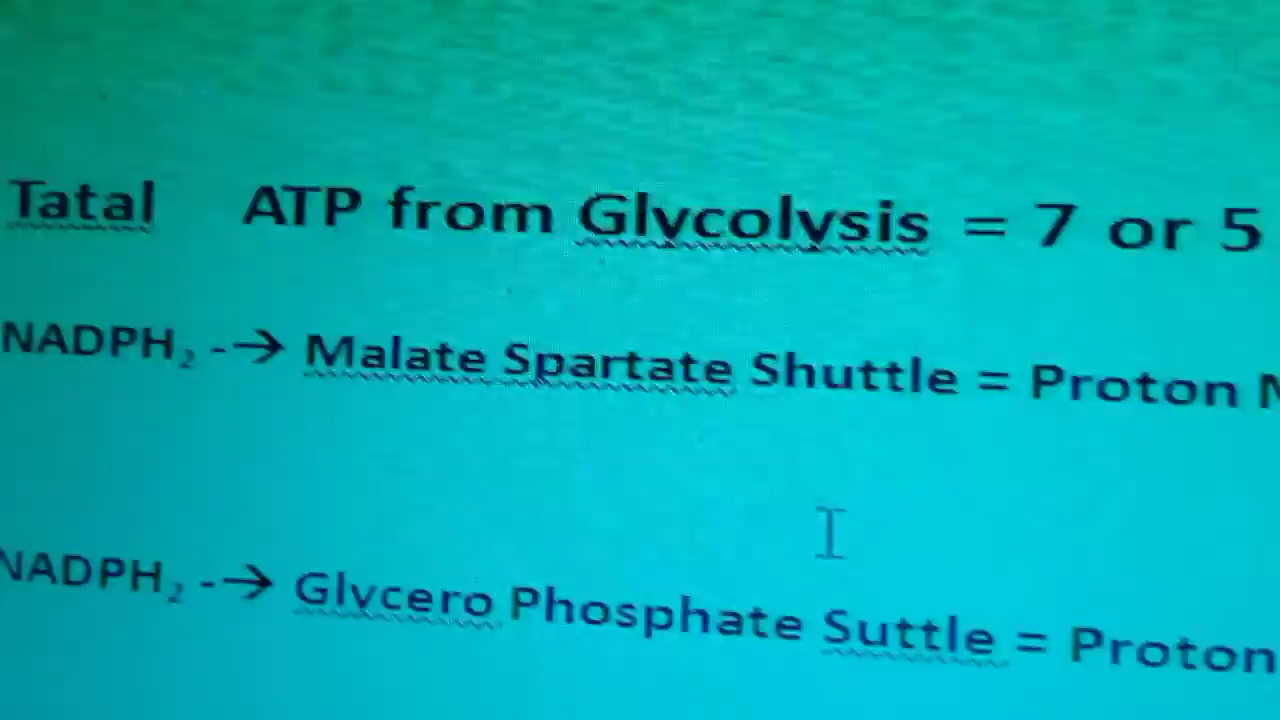 Tatal ATP from Glycolysis = 7 or 5
NADPH₂ -→ Malate Spartate Shuttle = Proton
NADPH₂ -→ Glycero Phosphate Suttle = Proton